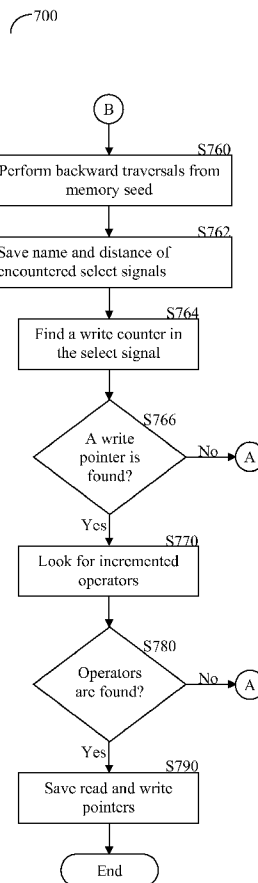 700
B
S760
Perform backward traversals from
memory seed
S762
Save name and distance of
encountered select signals
S764
Find a write counter in
the select signal
S766
A write
pointer is
found?
No
A
Yes
S770
Look for incremented
operators
S780
Operators
are found?
No
A
Yes
S790
Save read and write
pointers
End